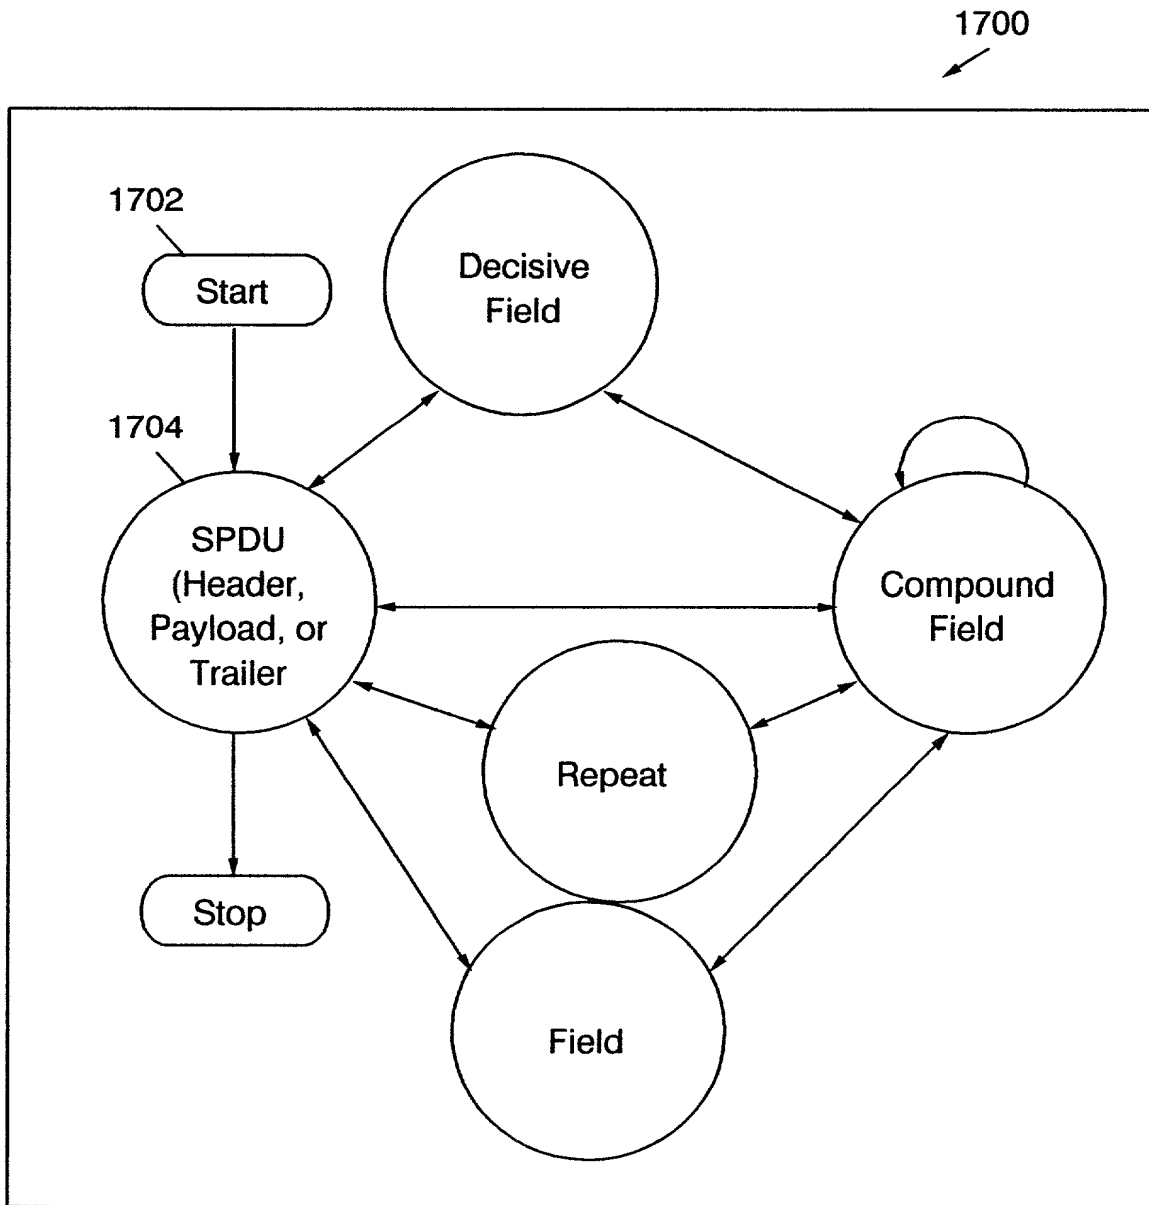 1700
1702
Start
Decisive
Field
1704
SPDU
(Header,
Payload, or
Trailer
Compound
Field
Repeat
Stop
Field